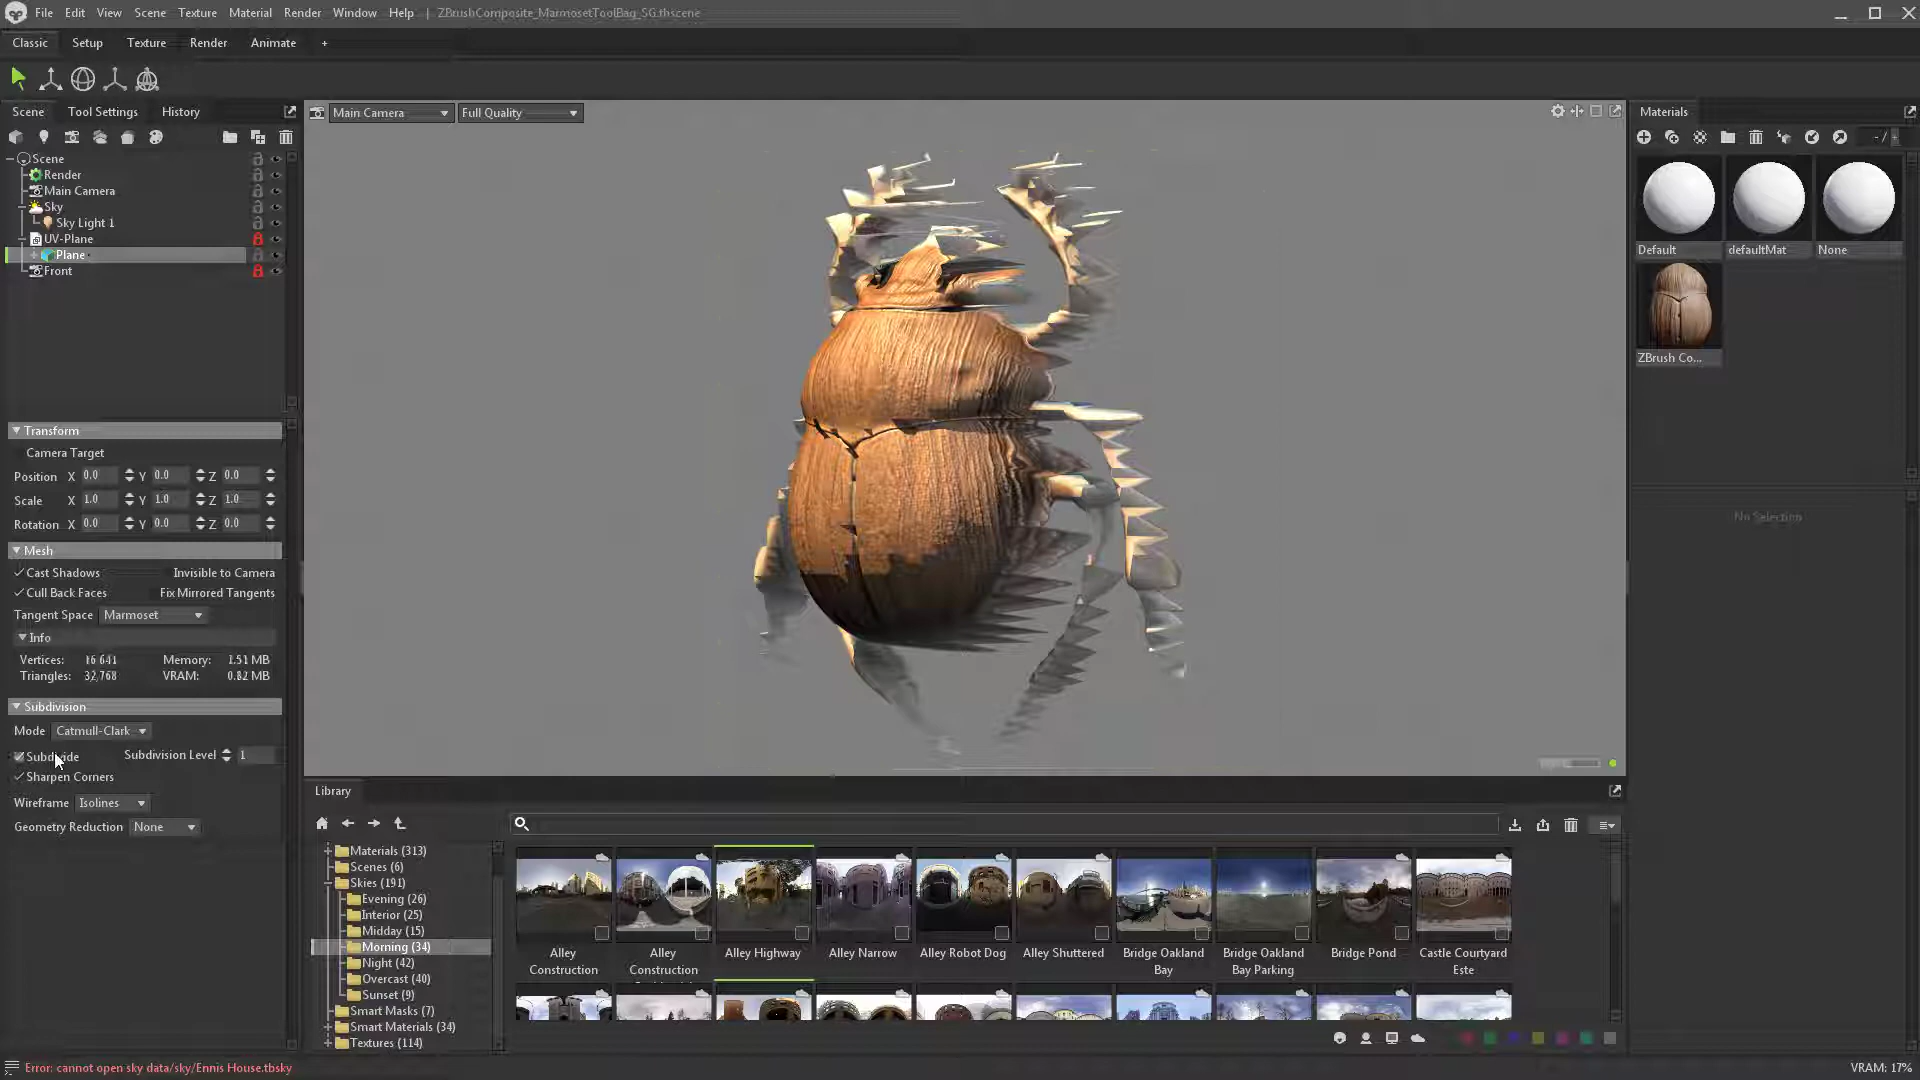 File Edit View Scene Texture Material Render Window Help | ZBrushComposite_MarmosetToolBag_SG.tbscene
Classic Setup Texture Render Animate +
Scene Tool Settings History
Main Camera Full Quality
Materials
Scene
Render
Main Camera
Sky
Sky Light 1
UV-Plane
Plane
Front
Default defaultMat None
ZBrush Co...
Transform
Camera Target
Position X 0.0 Y 0.0 Z 0.0
Scale X 1.0 Y 1.0 Z 1.0
Rotation X 0.0 Y 0.0 Z 0.0
No Selection
Mesh
Cast Shadows Invisible to Camera
Cull Back Faces Fix Mirrored Tangents
Tangent Space Marmoset
Info
Vertices: 16 641 Memory: 1.51 MB
Triangles: 32,768 VRAM: 0.82 MB
Subdivision
Mode Catmull-Clark
Subdivide Subdivision Level 1
Sharpen Corners
Wireframe Isolines
Geometry Reduction None
Library
Materials (313)
Scenes (6)
Skies (191)
Evening (26)
Interior (25)
Midday (15)
Morning (34)
Night (42)
Overcast (40)
Sunset (9)
Smart Masks (7)
Smart Materials (34)
Textures (114)
Alley Construction
Alley Construction
Alley Highway
Alley Narrow
Alley Robot Dog
Alley Shuttered
Bridge Oakland Bay
Bridge Oakland Bay Parking
Bridge Pond
Castle Courtyard Este
Error: cannot open sky data/sky/Ennis House.tbsky
VRAM: 17%